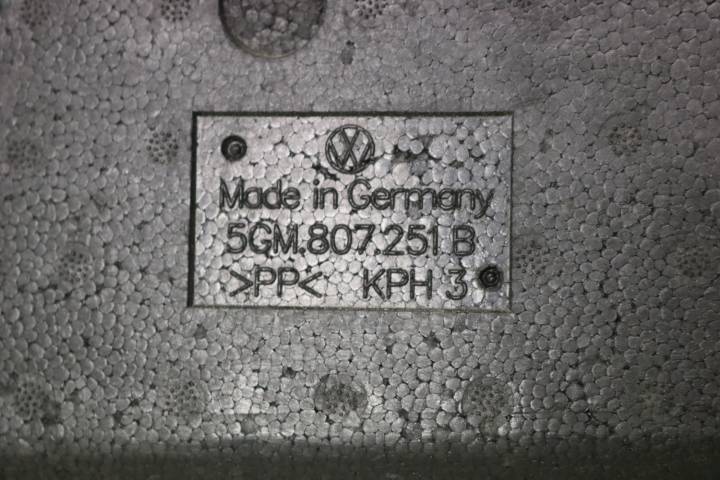 Made in Germany
5GM.807.251 B
>PP< KPH 3